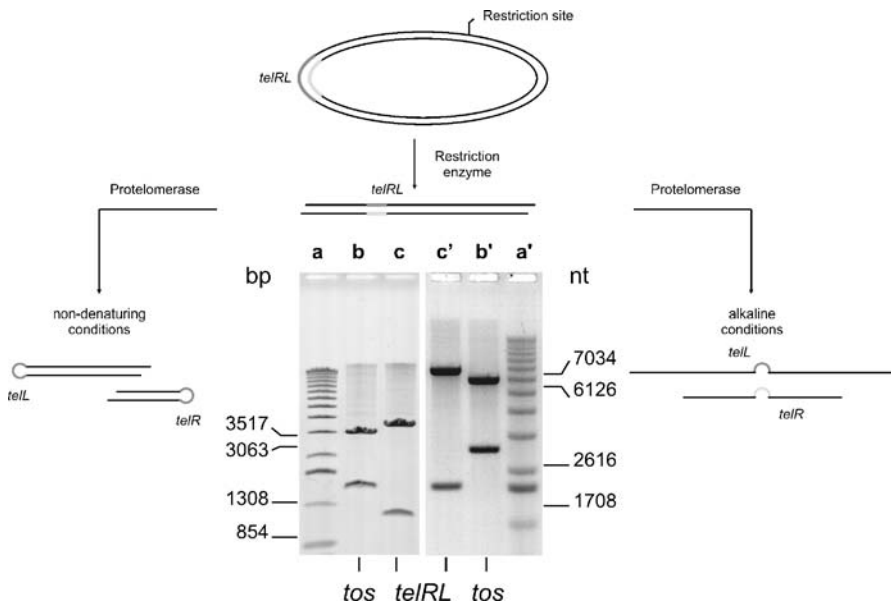 Restriction site
telRL
Restriction
enzyme
Protelomerase
telRL
Protelomerase
a b c c' b' a'
bp
nt
non-denaturing
conditions
alkaline
conditions
telL
telR
telL
telR
3517
3063
1308
854
7034
6126
2616
1708
tos telRL tos